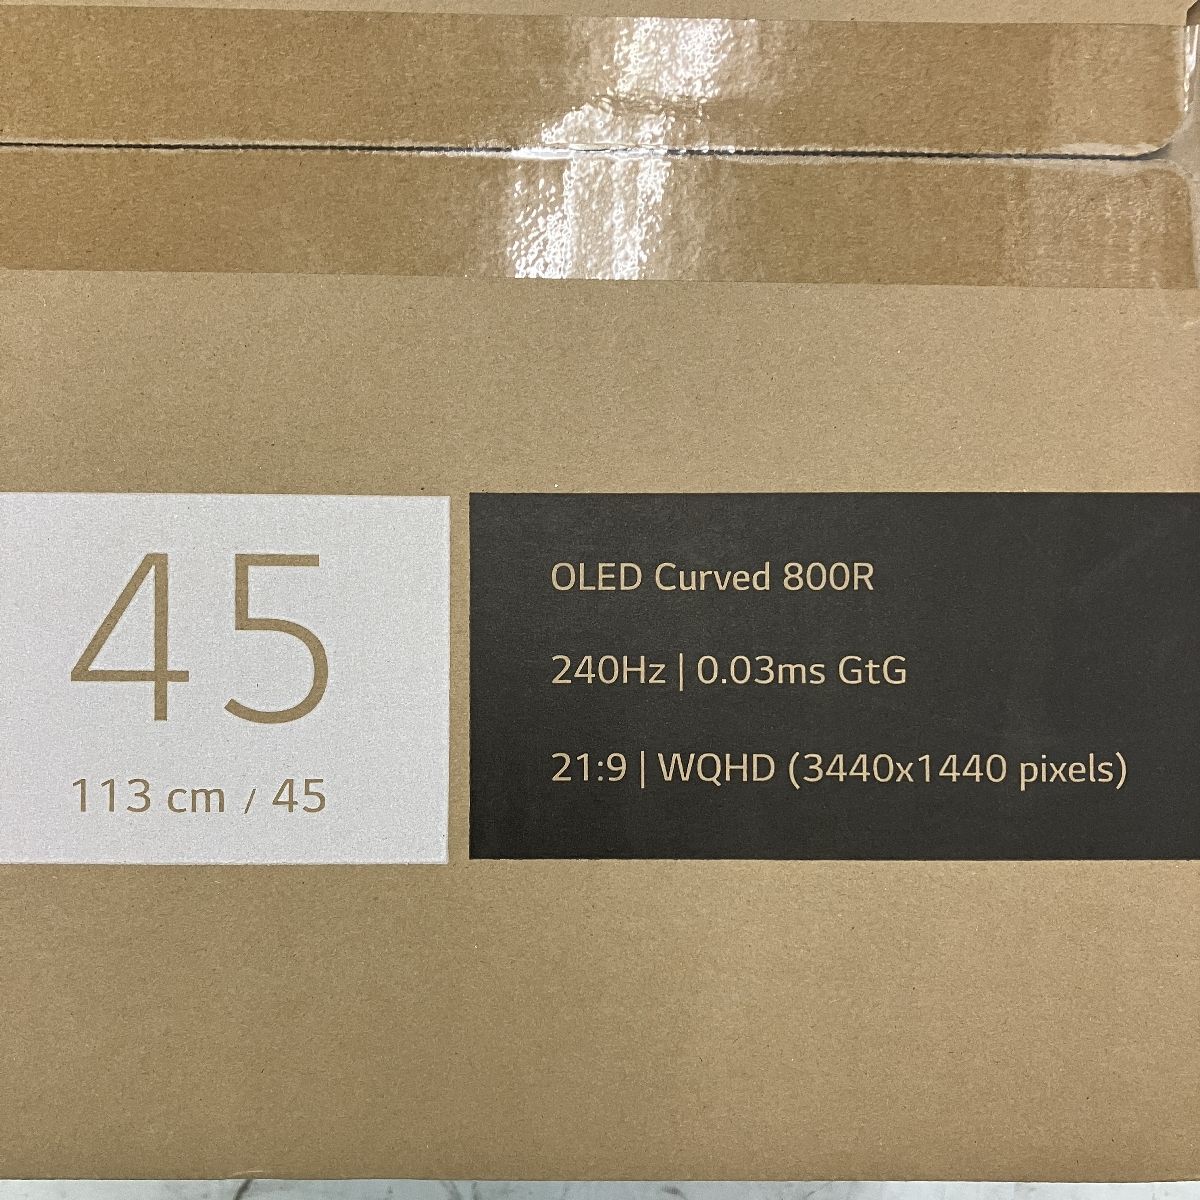 45
113 cm / 45
OLED Curved 800R
240Hz | 0.03ms GtG
21:9 | WQHD (3440x1440 pixels)